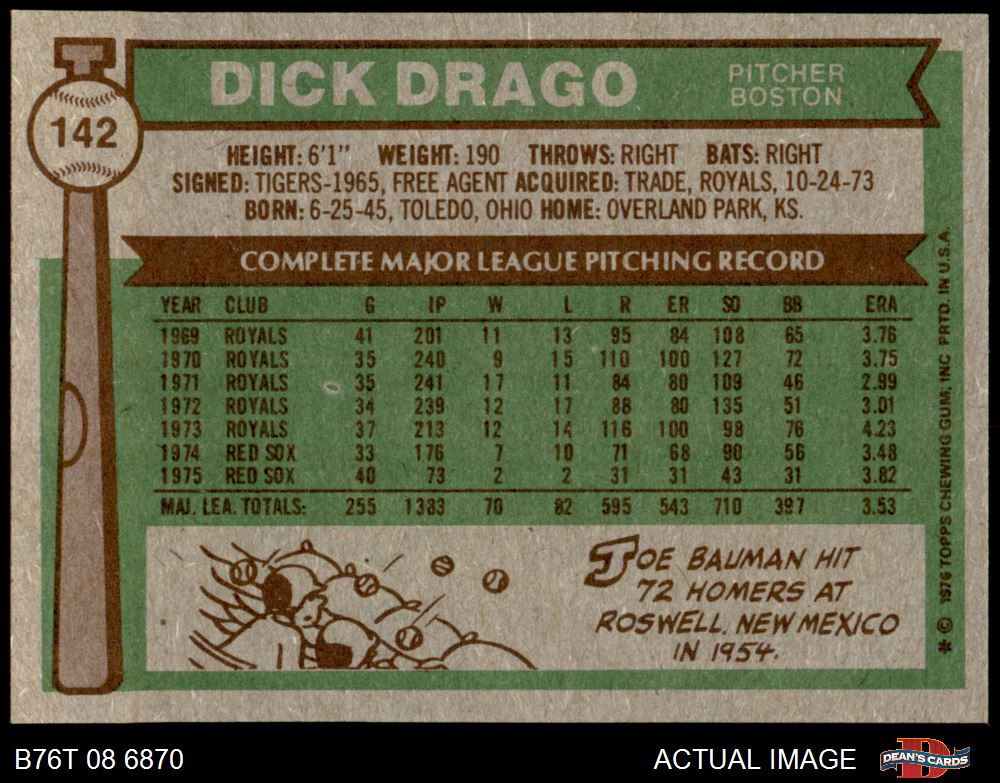 142
DICK DRAGO
PITCHER
BOSTON
HEIGHT: 6'1" WEIGHT: 190 THROWS: RIGHT BATS: RIGHT
SIGNED: TIGERS-1965, FREE AGENT ACQUIRED: TRADE, ROYALS, 10-24-73
BORN: 6-25-45, TOLEDO, OHIO HOME: OVERLAND PARK, KS.
COMPLETE MAJOR LEAGUE PITCHING RECORD
YEAR CLUB G IP W L R ER SO BB ERA
1969 ROYALS 41 201 11 13 95 84 108 65 3.76
1970 ROYALS 35 240 9 15 110 100 127 72 3.75
1971 ROYALS 35 241 17 11 84 80 109 46 2.99
1972 ROYALS 34 239 12 17 88 80 135 51 3.01
1973 ROYALS 37 213 12 14 116 100 98 76 4.23
1974 RED SOX 33 176 7 10 71 68 90 56 3.48
1975 RED SOX 40 73 2 2 31 31 43 31 3.82
MAJ. LEA. TOTALS: 255 1383 70 82 595 543 710 397 3.53
JOE BAUMAN HIT
72 HOMERS AT
ROSWELL, NEW MEXICO
IN 1954.
* © 1976 TOPPS CHEWING GUM, INC PRTD. IN U.S.A.
B76T 08 6870
ACTUAL IMAGE
DEAN'S CARDS